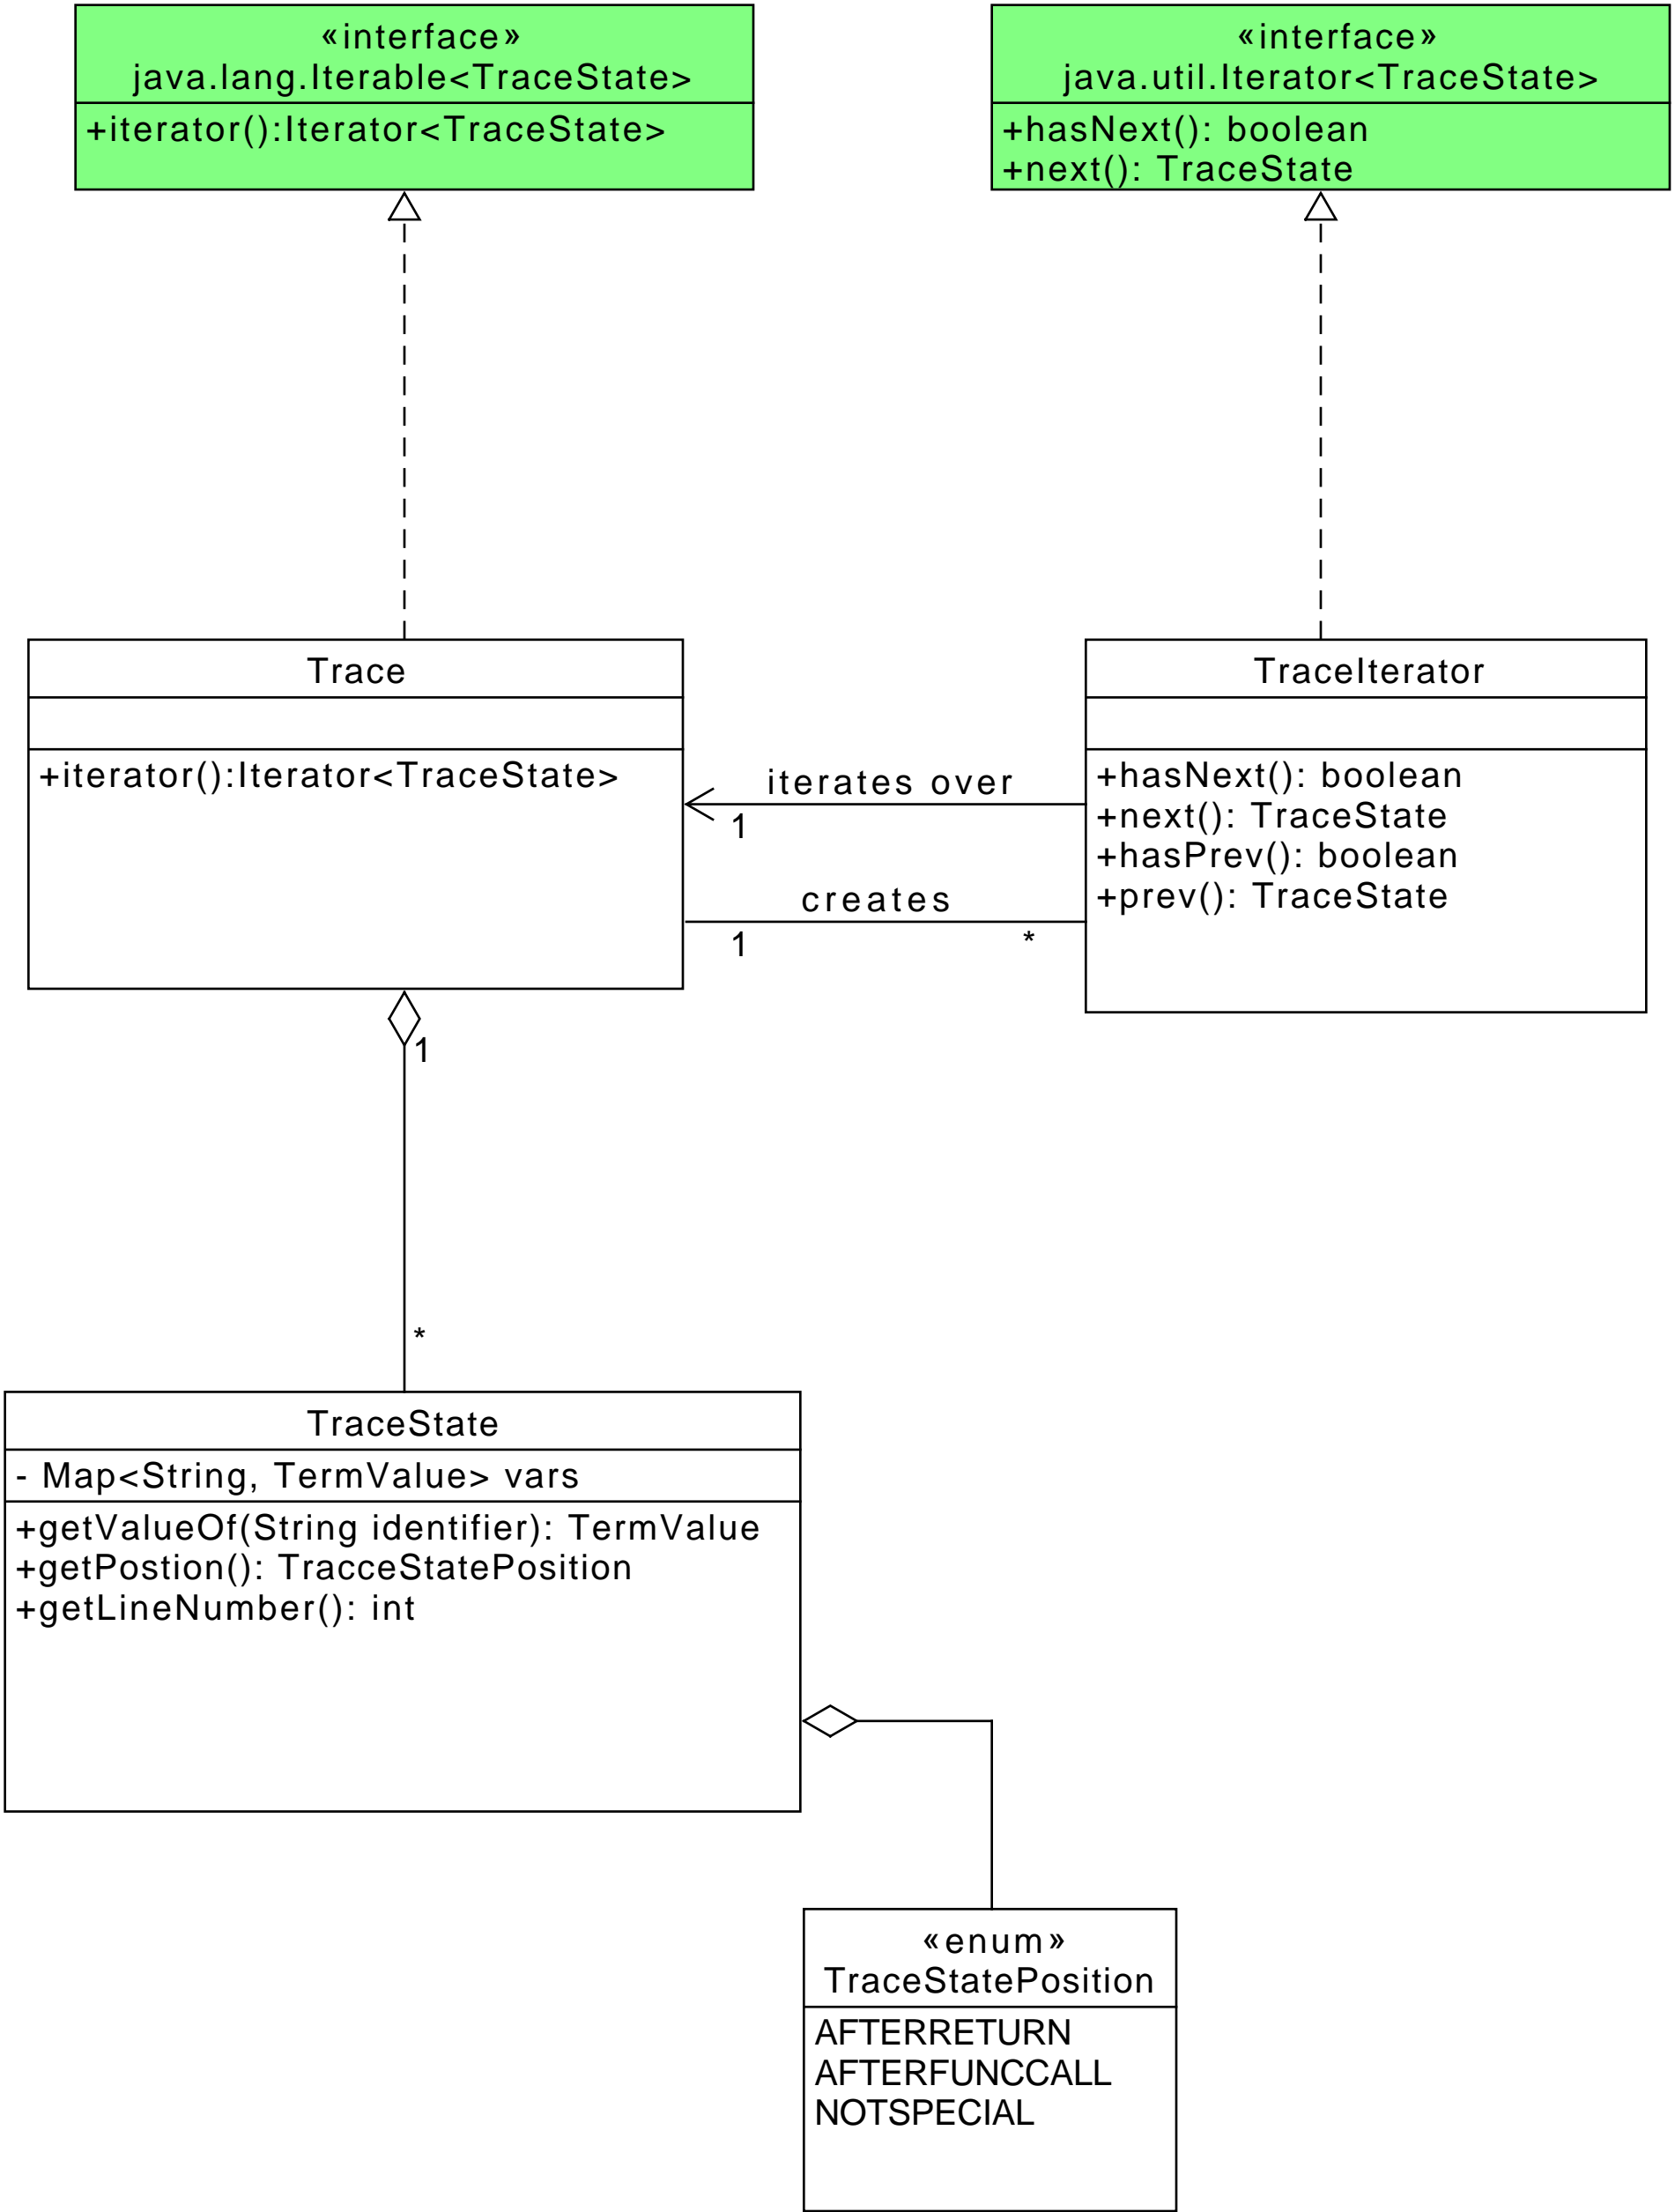 «interface»
java.lang.Iterable<TraceState>
+iterator():Iterator<TraceState>
«interface»
java.util.Iterator<TraceState>
+hasNext(): boolean
+next(): TraceState
Trace
+iterator():Iterator<TraceState>
iterates over
1
creates
1
*
TraceIterator
+hasNext(): boolean
+next(): TraceState
+hasPrev(): boolean
+prev(): TraceState
1
*
TraceState
- Map<String, TermValue> vars
+getValueOf(String identifier): TermValue
+getPostion(): TracceStatePosition
+getLineNumber(): int
«enum»
TraceStatePosition
AFTERRETURN
AFTERFUNCCALL
NOTSPECIAL